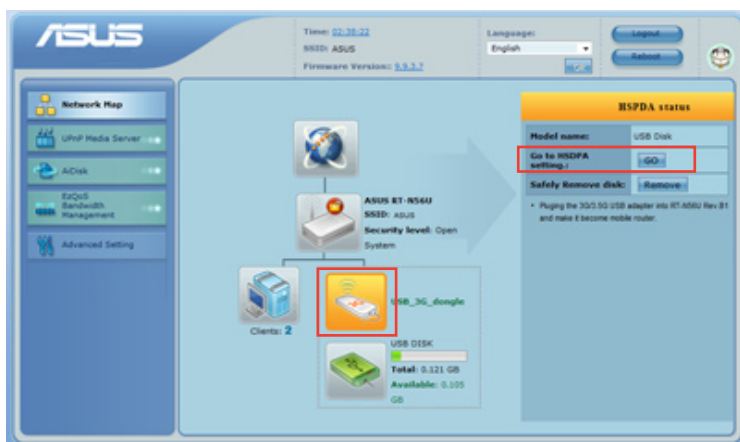 ASUS
Time: 02:38:22
SSID: ASUS
Firmware Version: 9.9.3.7
Language:
English
Logout
Reboot
Network Map
UPnP Media Server
AiDisk
EzQoS
Bandwidth
Management
Advanced Setting
ASUS RT-N56U
SSID: ASUS
Security level: Open
System
Clients: 2
USB_3G_dongle
USB DISK
Total: 0.121 GB
Available: 0.105
GB
HSPDA status
Model name: USB Disk
Go to HSDPA
setting.: GO
Safely Remove disk: Remove
Pluging the 3G/3.5G USB adapter into RT-N56U Rev B1
and make it become mobile router.